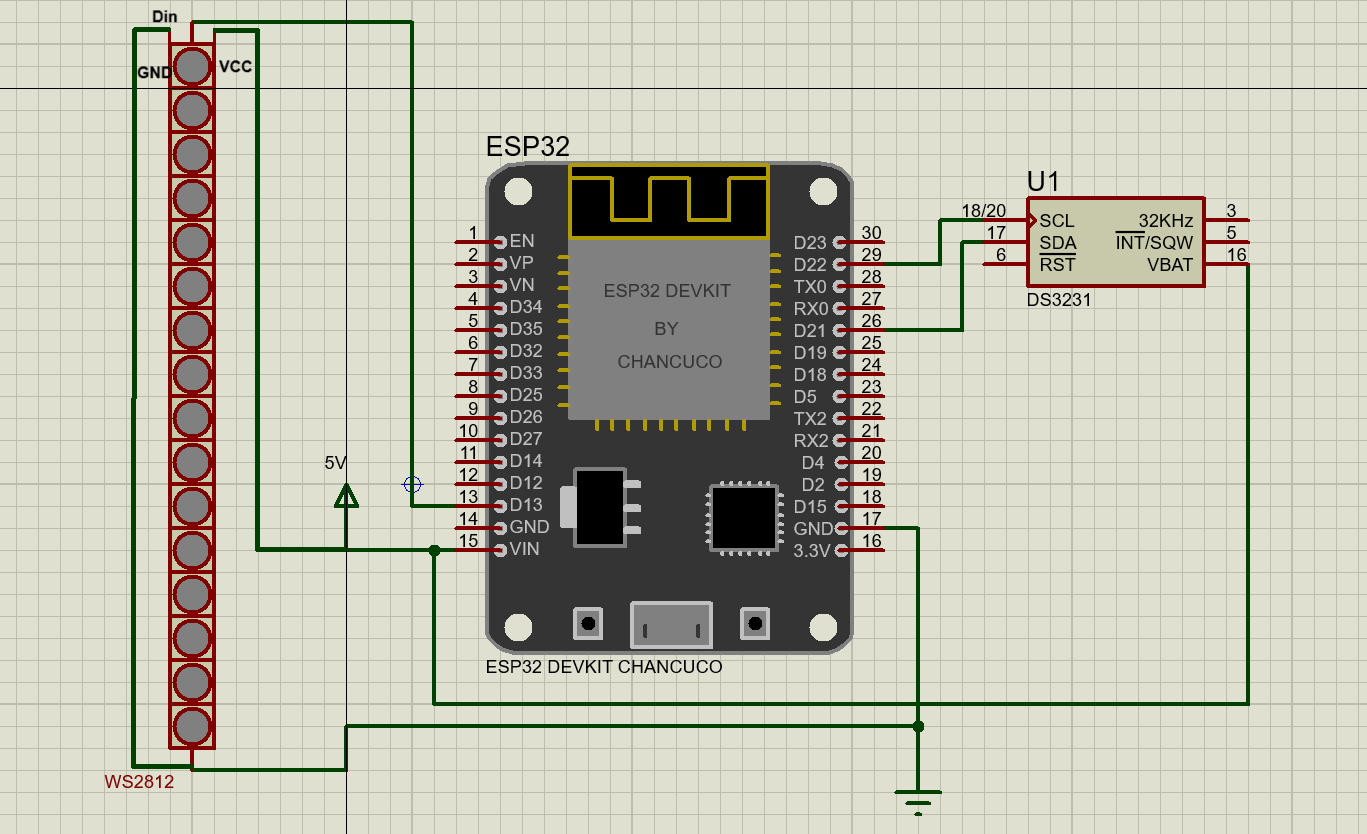 Din
GND
VCC
WS2812
5V
ESP32
1 EN
2 VP
3 VN
4 D34
5 D35
6 D32
7 D33
8 D25
9 D26
10 D27
11 D14
12 D12
13 D13
14 GND
15 VIN
ESP32 DEVKIT
BY
CHANCUCO
D23 30
D22 29
TX0 28
RX0 27
D21 26
D19 25
D18 24
D5 23
TX2 22
RX2 21
D4 20
D2 19
D15 18
GND 17
3.3V 16
ESP32 DEVKIT CHANCUCO
U1
18/20 SCL
17 SDA
6 RST
32KHz 3
INT/SQW 5
VBAT 16
DS3231